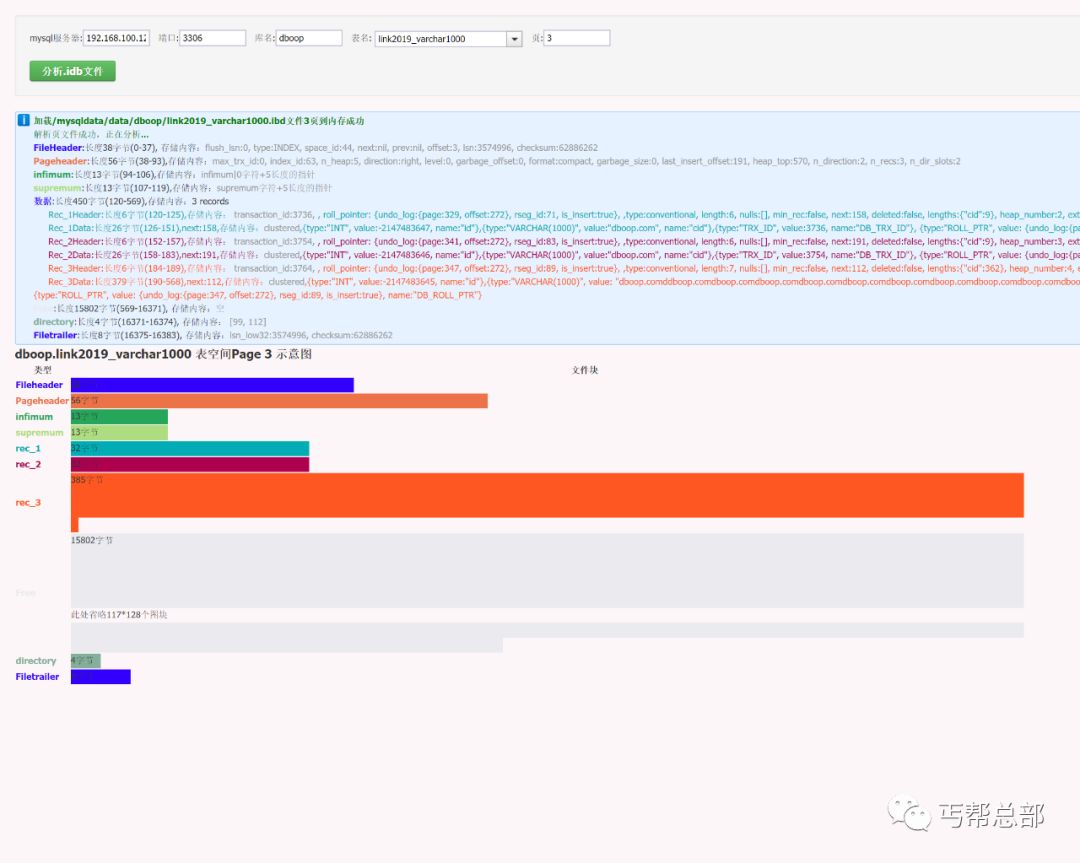 mysql服务器: 192.168.100.12 端口: 3306 库名: dboop 表名: link2019_varchar1000 页: 3
分析.idb文件
加载/mysqldata/data/dboop/link2019_varchar1000.ibd文件3页到内存成功
解析页文件成功，正在分析...
FileHeader:长度38字节(0-37), 存储内容：flush_lsn:0, type:INDEX, space_id:44, next:nil, prev:nil, offset:3, lsn:3574996, checksum:62886262
Pageheader:长度56字节(38-93),存储内容：max_trx_id:0, index_id:63, n_heap:5, direction:right, level:0, garbage_offset:0, format:compact, garbage_size:0, last_insert_offset:191, heap_top:570, n_direction:2, n_recs:3, n_dir_slots:2
infimum:长度13字节(94-106),存储内容：infimum|0字符+5长度的指针
supremum:长度13字节(107-119),存储内容：supremum字符+5长度的指针
数据:长度450字节(120-569),存储内容：3 records
Rec_1Header:长度6字节(120-125),存储内容： transaction_id:3736, , roll_pointer: {undo_log:{page:329, offset:272}, rseg_id:71, is_insert:true}, ,type:conventional, length:6, nulls:[], min_rec:false, next:158, deleted:false, lengths:{"cid":9}, heap_number:2, ext
Rec_1Data:长度26字节(126-151),next:158,存储内容：clustered,{type:"INT", value:-2147483647, name:"id"},{type:"VARCHAR(1000)", value:"dboop.com", name:"cid"},{type:"TRX_ID", value:3736, name:"DB_TRX_ID"}, {type:"ROLL_PTR", value: {undo_log:{pa
Rec_2Header:长度6字节(152-157),存储内容： transaction_id:3754, , roll_pointer: {undo_log:{page:341, offset:272}, rseg_id:83, is_insert:true}, ,type:conventional, length:6, nulls:[], min_rec:false, next:191, deleted:false, lengths:{"cid":9}, heap_number:3, ext
Rec_2Data:长度26字节(158-183),next:191,存储内容：clustered,{type:"INT", value:-2147483646, name:"id"},{type:"VARCHAR(1000)", value:"dboop.com", name:"cid"},{type:"TRX_ID", value:3754, name:"DB_TRX_ID"}, {type:"ROLL_PTR", value: {undo_log:{pa
Rec_3Header:长度6字节(184-189),存储内容： transaction_id:3764, , roll_pointer: {undo_log:{page:347, offset:272}, rseg_id:89, is_insert:true}, ,type:conventional, length:7, nulls:[], min_rec:false, next:112, deleted:false, lengths:{"cid":362}, heap_number:4, e
Rec_3Data:长度379字节(190-568),next:112,存储内容：clustered,{type:"INT", value:-2147483645, name:"id"},{type:"VARCHAR(1000)", value: "dboop.comddboop.comdboop.comdboop.comdboop.comdboop.comdboop.comdboop.comdboop.comdboop.comdboo
{type:"ROLL_PTR", value: {undo_log:{page:347, offset:272}, rseg_id:89, is_insert:true}, name:"DB_ROLL_PTR"}
:长度15802字节(569-16371), 存储内容：空
directory:长度4字节(16371-16374), 存储内容： [99, 112]
Filetrailer:长度8字节(16375-16383), 存储内容：lsn_low32:3574996, checksum:62886262
dboop.link2019_varchar1000 表空间Page 3 示意图
类型 文件块
Fileheader
Pageheader 56字节
infimum 13字节
supremum 13字节
rec_1 32字节
rec_2
385字节
rec_3
15802字节
Free
此处省略117*128个图块
directory 4字节
Filetrailer
丐帮总部